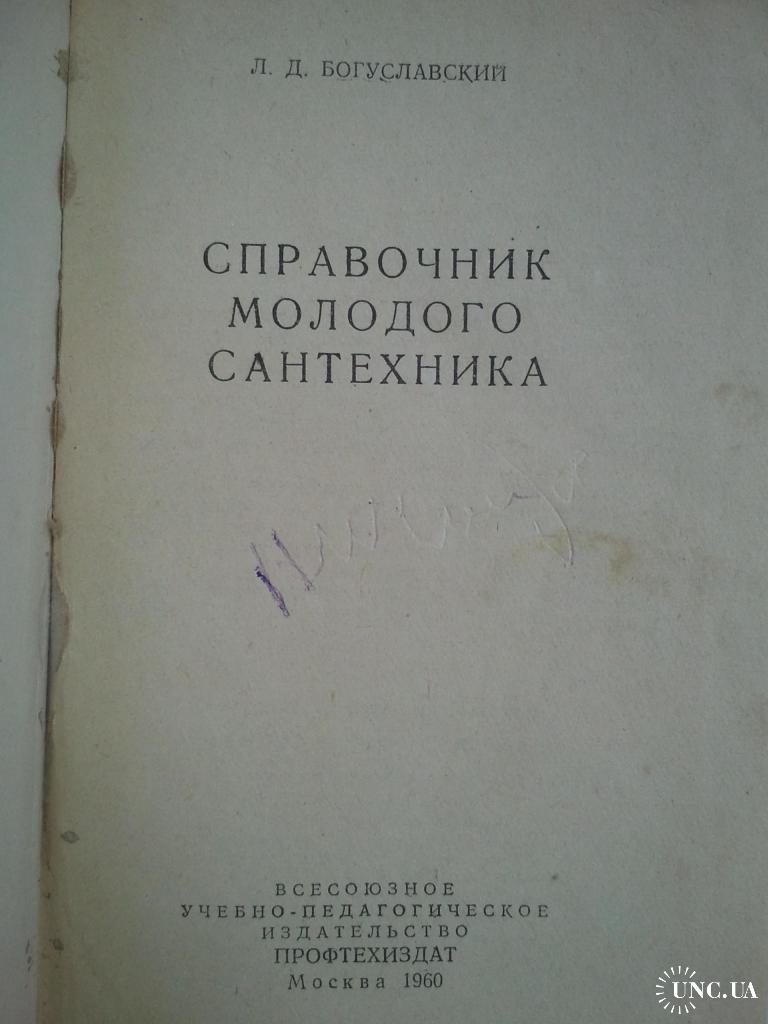 Л. Д. БОГУСЛАВСКИЙ
СПРАВОЧНИК
МОЛОДОГО
САНТЕХНИКА
ВСЕСОЮЗНОЕ
УЧЕБНО-ПЕДАГОГИЧЕСКОЕ
ИЗДАТЕЛЬСТВО
ПРОФТЕХИЗДАТ
Москва 1960
UNC.UA